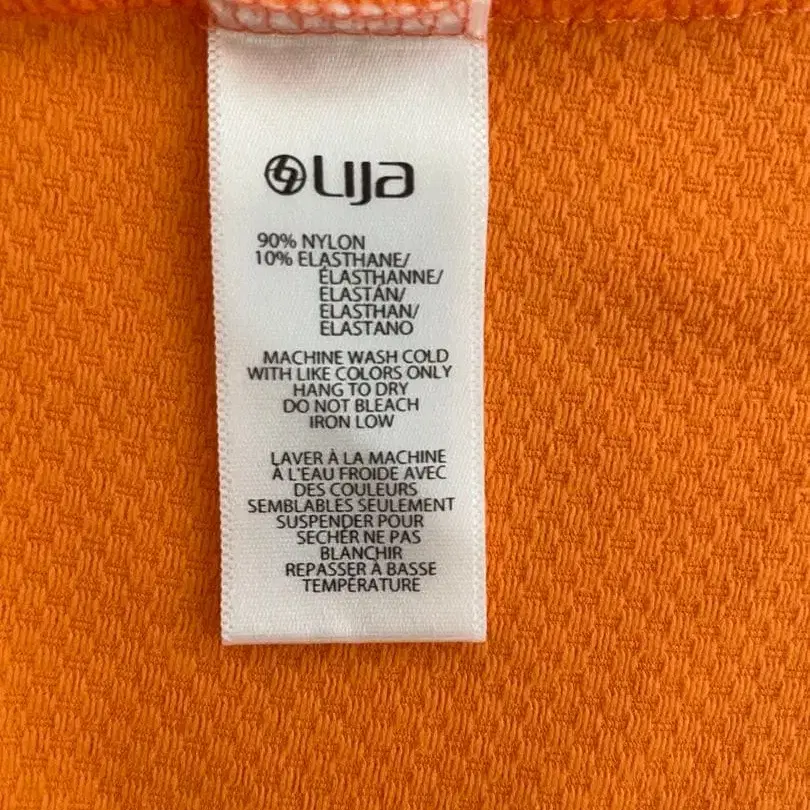 Lija
90% NYLON
10% ELASTHANE/
ÉLASTHANNE/
ELASTÁN/
ELASTHAN/
ELASTANO
MACHINE WASH COLD
WITH LIKE COLORS ONLY
HANG TO DRY
DO NOT BLEACH
IRON LOW
LAVER À LA MACHINE
À L'EAU FROIDE AVEC
DES COULEURS
SEMBLABLES SEULEMENT
SUSPENDER POUR
SECHER NE PAS
BLANCHIR
REPASSER À BASSE
TEMPÉRATURE